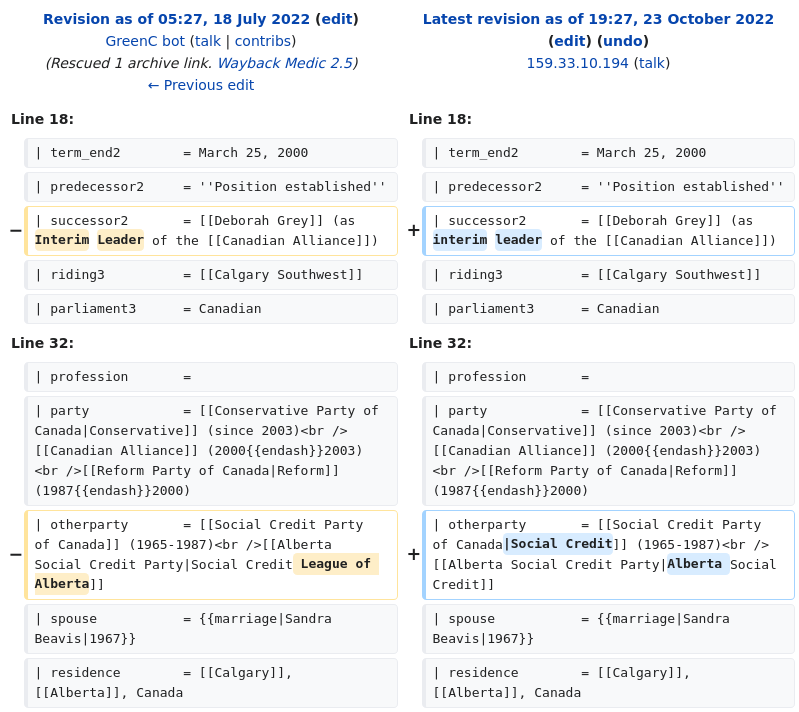 Revision as of 05:27, 18 July 2022 (edit)
GreenC bot (talk | contribs)
(Rescued 1 archive link. Wayback Medic 2.5)
← Previous edit
Latest revision as of 19:27, 23 October 2022
(edit) (undo)
159.33.10.194 (talk)
Line 18:
Line 18:
| term_end2       = March 25, 2000
| term_end2       = March 25, 2000
| predecessor2    = ''Position established''
| predecessor2    = ''Position established''
− | successor2      = [[Deborah Grey]] (as
Interim Leader of the [[Canadian Alliance]])
+ | successor2      = [[Deborah Grey]] (as
interim leader of the [[Canadian Alliance]])
| riding3         = [[Calgary Southwest]]
| riding3         = [[Calgary Southwest]]
| parliament3     = Canadian
| parliament3     = Canadian
Line 32:
Line 32:
| profession      =
| profession      =
| party           = [[Conservative Party of
Canada|Conservative]] (since 2003)<br />
[[Canadian Alliance]] (2000{{endash}}2003)
<br />[[Reform Party of Canada|Reform]]
(1987{{endash}}2000)
| party           = [[Conservative Party of
Canada|Conservative]] (since 2003)<br />
[[Canadian Alliance]] (2000{{endash}}2003)
<br />[[Reform Party of Canada|Reform]]
(1987{{endash}}2000)
− | otherparty      = [[Social Credit Party
of Canada]] (1965-1987)<br />[[Alberta
Social Credit Party|Social Credit League of
Alberta]]
+ | otherparty      = [[Social Credit Party
of Canada|Social Credit]] (1965-1987)<br />
[[Alberta Social Credit Party|Alberta Social
Credit]]
| spouse          = {{marriage|Sandra
Beavis|1967}}
| spouse          = {{marriage|Sandra
Beavis|1967}}
| residence       = [[Calgary]],
[[Alberta]], Canada
| residence       = [[Calgary]],
[[Alberta]], Canada